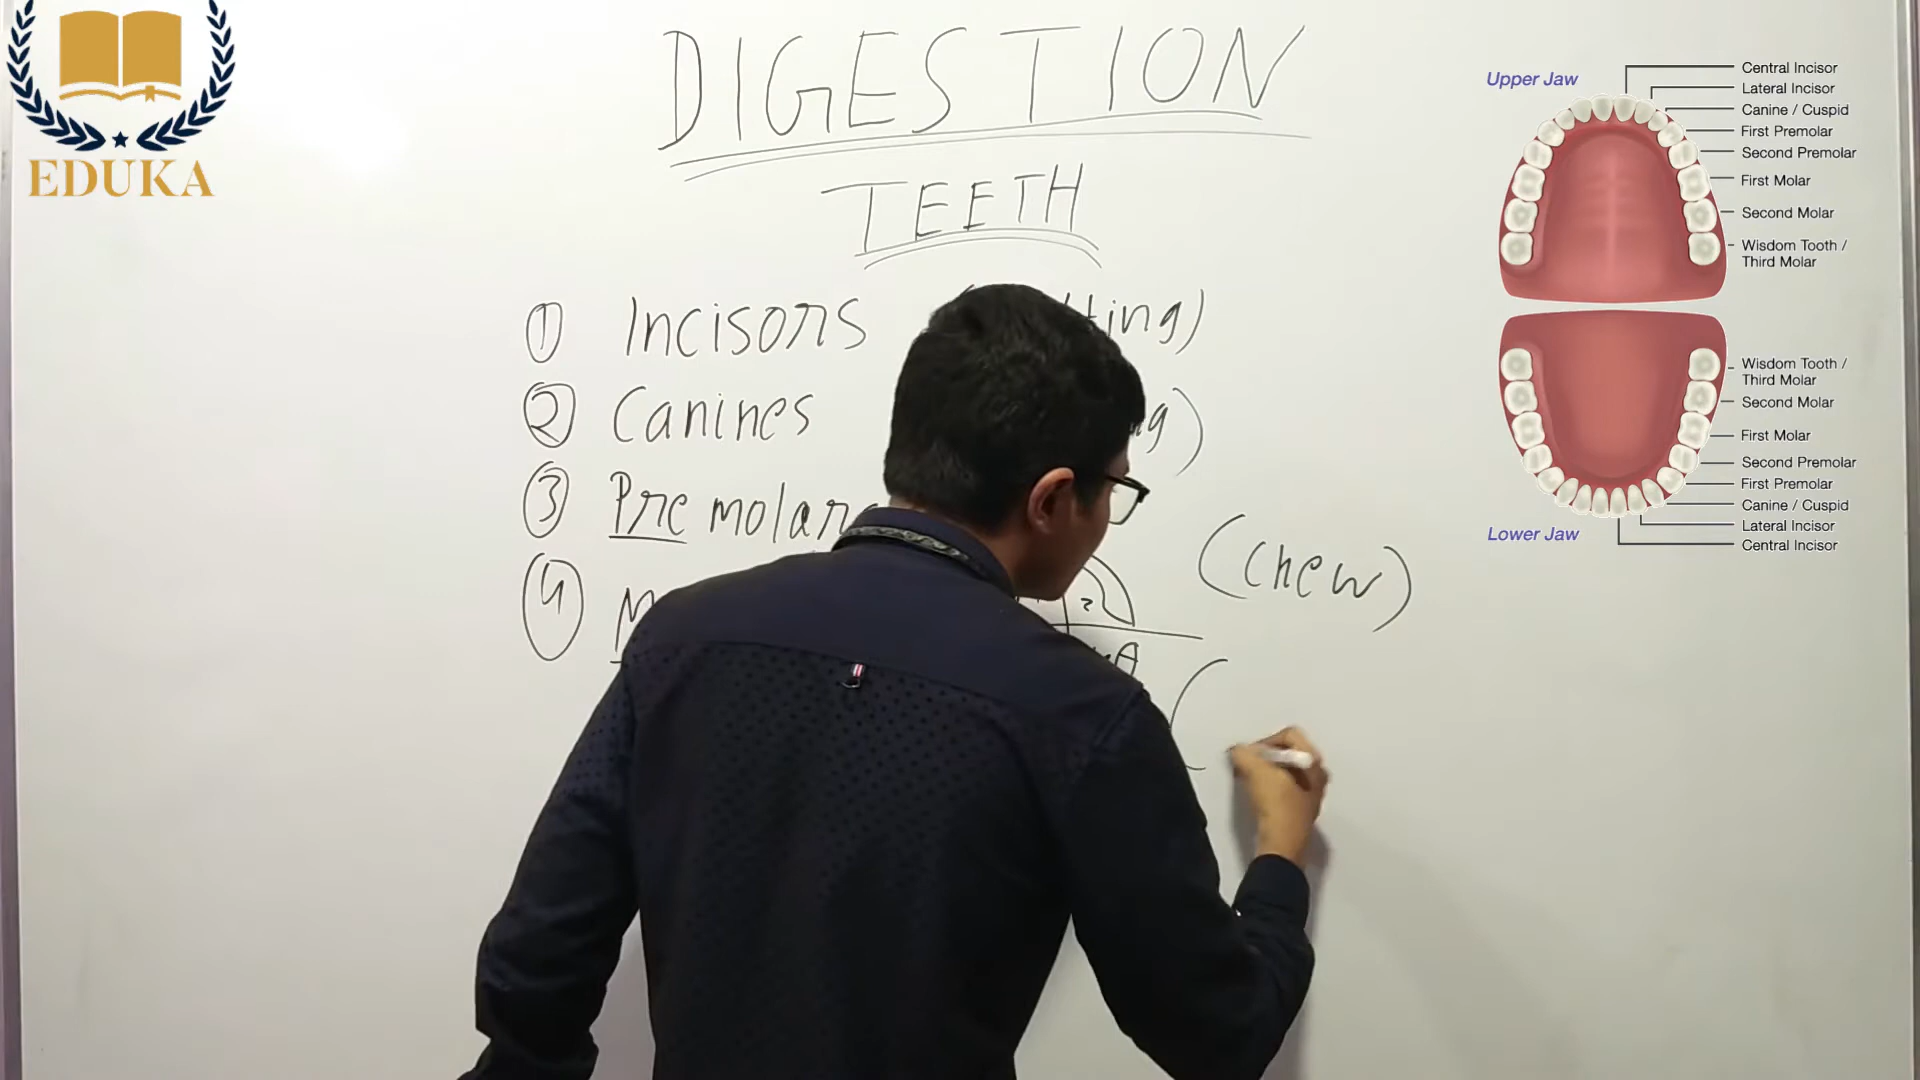 EDUKA
DIGESTION
TEETH
① Incisors
② Canines
③ Pre molars
④
(Chew)
Upper Jaw
Central Incisor
Lateral Incisor
Canine / Cuspid
First Premolar
Second Premolar
First Molar
Second Molar
Wisdom Tooth /
Third Molar
Wisdom Tooth /
Third Molar
Second Molar
First Molar
Second Premolar
First Premolar
Canine / Cuspid
Lateral Incisor
Central Incisor
Lower Jaw